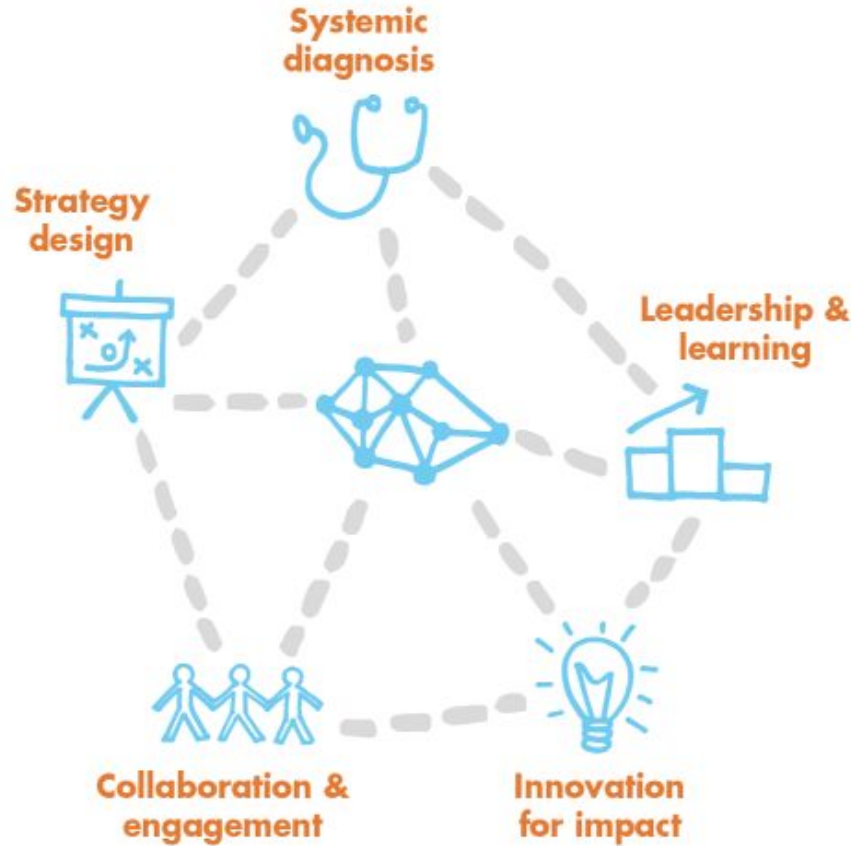 Systemic
diagnosis
Strategy
design
Leadership &
learning
Collaboration &
engagement
Innovation
for impact